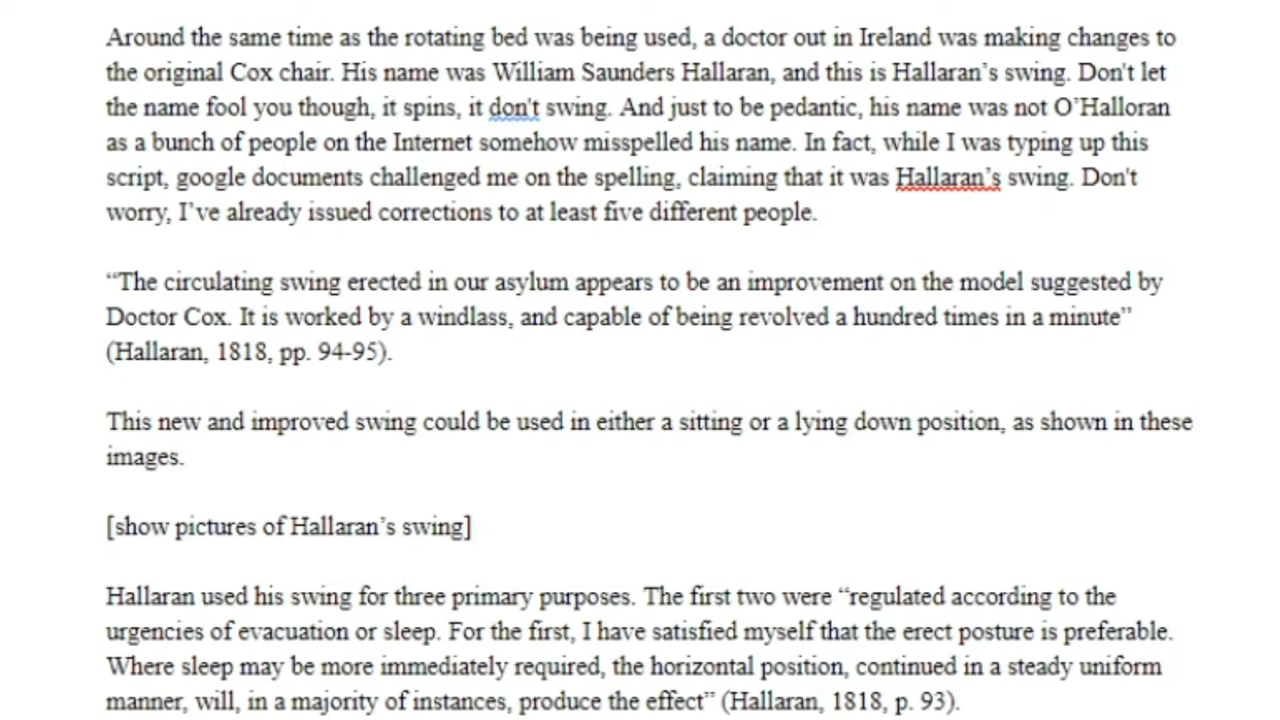 Around the same time as the rotating bed was being used, a doctor out in Ireland was making changes to
the original Cox chair. His name was William Saunders Hallaran, and this is Hallaran’s swing. Don't let
the name fool you though, it spins, it don't swing. And just to be pedantic, his name was not O’Halloran
as a bunch of people on the Internet somehow misspelled his name. In fact, while I was typing up this
script, google documents challenged me on the spelling, claiming that it was Hallaran’s swing. Don't
worry, I’ve already issued corrections to at least five different people.
“The circulating swing erected in our asylum appears to be an improvement on the model suggested by
Doctor Cox. It is worked by a windlass, and capable of being revolved a hundred times in a minute”
(Hallaran, 1818, pp. 94-95).
This new and improved swing could be used in either a sitting or a lying down position, as shown in these
images.
[show pictures of Hallaran’s swing]
Hallaran used his swing for three primary purposes. The first two were “regulated according to the
urgencies of evacuation or sleep. For the first, I have satisfied myself that the erect posture is preferable.
Where sleep may be more immediately required, the horizontal position, continued in a steady uniform
manner, will, in a majority of instances, produce the effect” (Hallaran, 1818, p. 93).